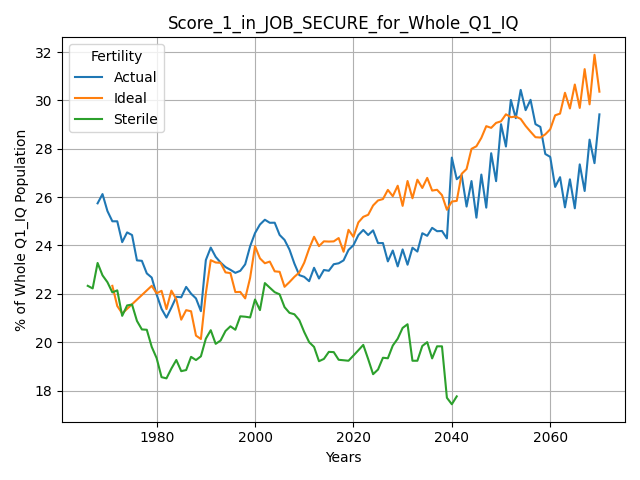 Score_1_in_JOB_SECURE_for_Whole_Q1_IQ
Fertility
Actual
Ideal
Sterile
% of Whole Q1_IQ Population
32
30
28
26
24
22
20
18
1980
2000
2020
2040
2060
Years